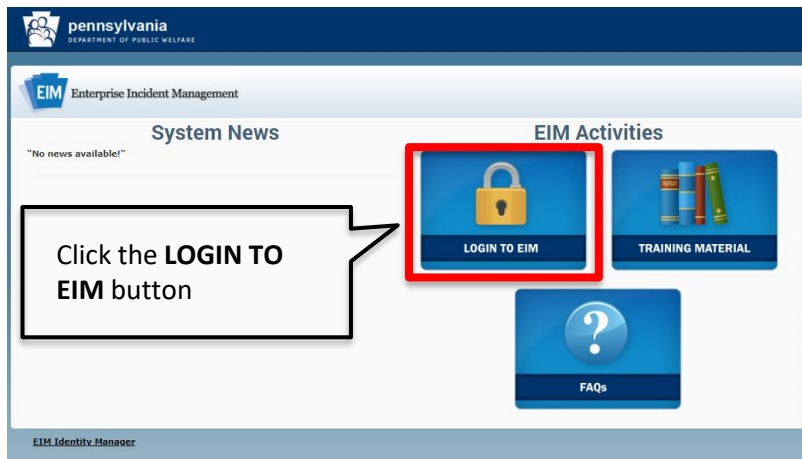 pennsylvania
DEPARTMENT OF PUBLIC WELFARE
EIM Enterprise Incident Management
System News
"No news available!"
EIM Activities
LOGIN TO EIM
TRAINING MATERIAL
Click the LOGIN TO
EIM button
?
FAQs
EIM Identity Manager